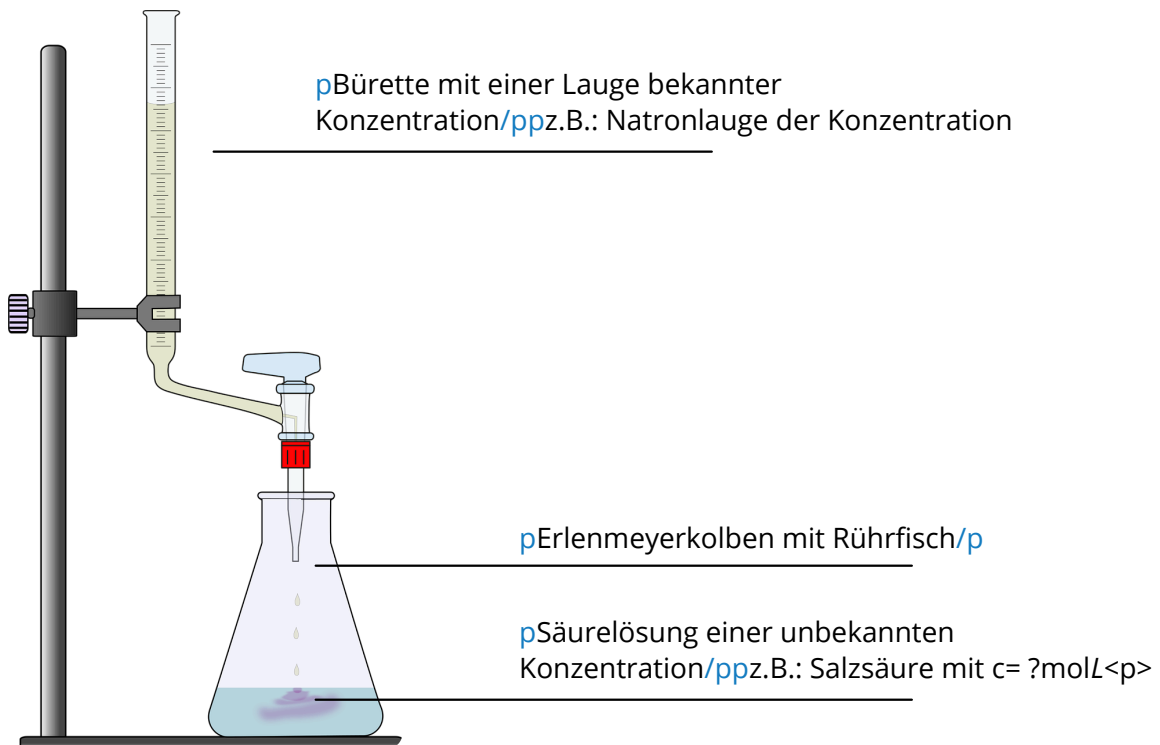 pBürette mit einer Lauge bekannter
Konzentration/ppz.B.: Natronlauge der Konzentration
pErlenmeyerkolben mit Rührfisch/p
pSäurelösung einer unbekannten
Konzentration/ppz.B.: Salzsäure mit c= ?molL<p>